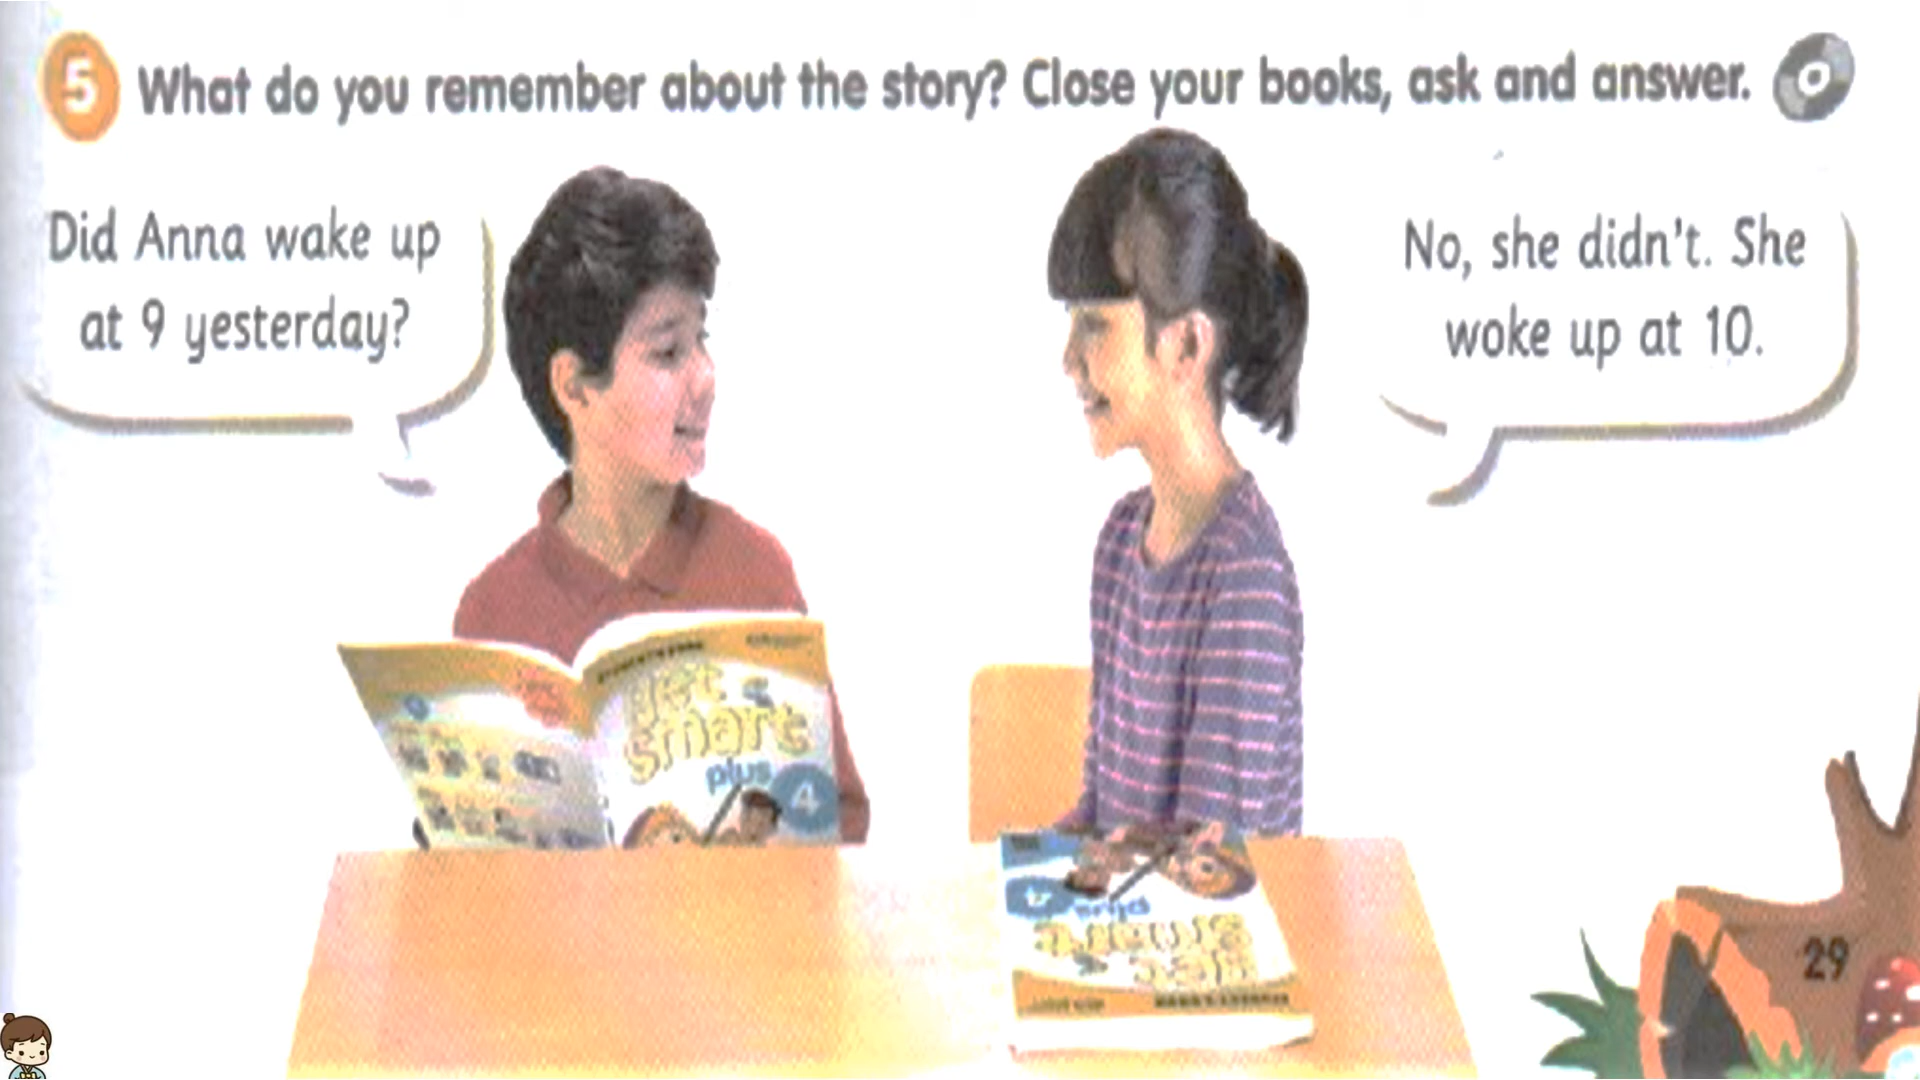 5 What do you remember about the story? Close your books, ask and answer.
Did Anna wake up
at 9 yesterday?
No, she didn't. She
woke up at 10.
get
smart
plus 4
29